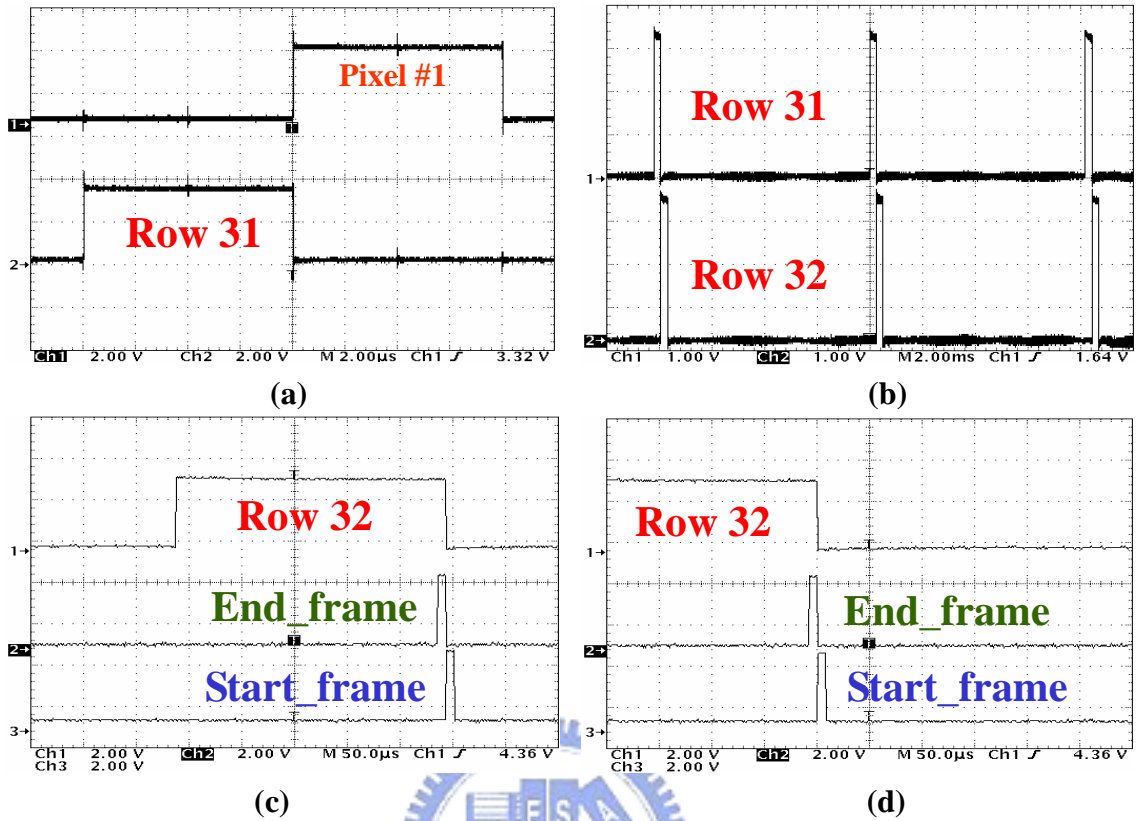 Pixel #1
1
T
Row 31
2
Ch1 2.00 V Ch2 2.00 V M 2.00µs Ch1 3.32 V
(a)
Row 31
1
Row 32
2
Ch1 1.00 V Ch2 1.00 V M 2.00ms Ch1 1.64 V
(b)
T
Row 32
1
End_frame
T
2
Start_frame
3
Ch1 2.00 V Ch2 2.00 V M 50.0µs Ch1 4.36 V
Ch3 2.00 V
(c)
Row 32
T
1
End_frame
T
2
Start_frame
3
Ch1 2.00 V Ch2 2.00 V M 50.0µs Ch1 4.36 V
Ch3 2.00 V
(d)
ESA